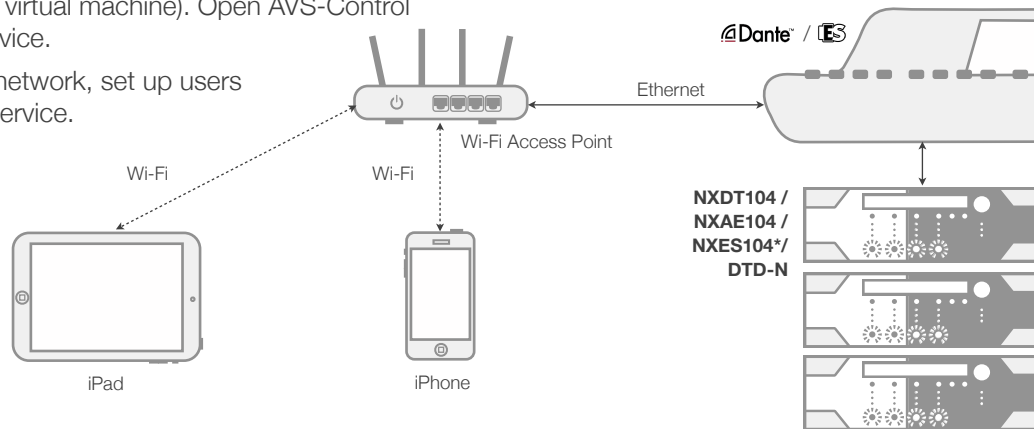 virtual machine). Open AVS-Control
vice.
network, set up users
ervice.
Dante™ / ES
Ethernet
Wi-Fi Access Point
Wi-Fi
Wi-Fi
NXDT104 /
NXAE104 /
NXES104*/
DTD-N
iPad
iPhone